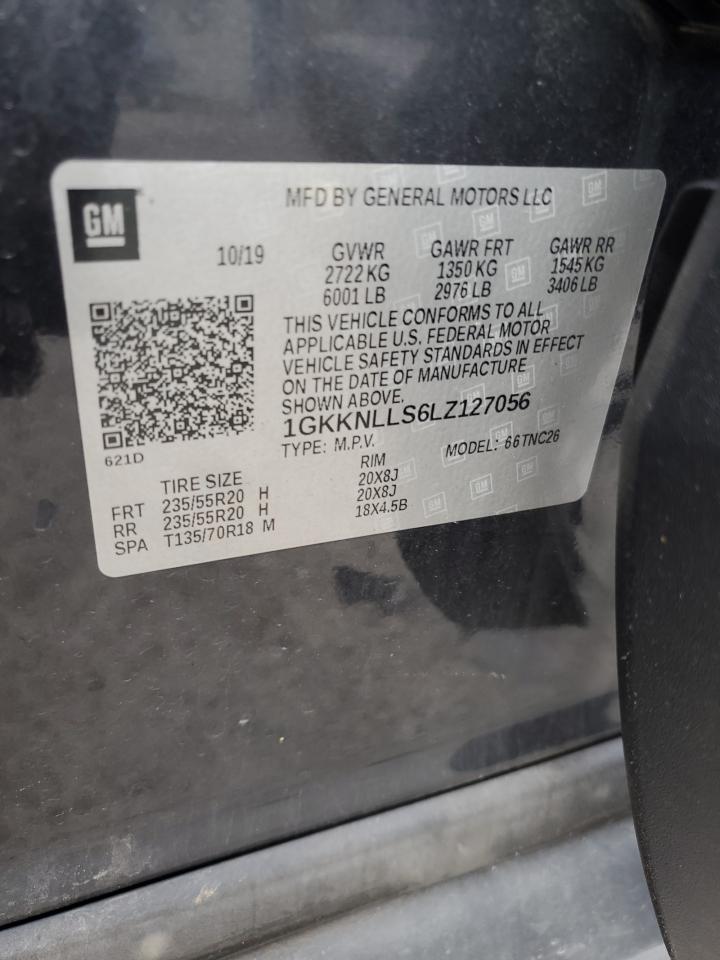 GM
MFD BY GENERAL MOTORS LLC
10/19 GVWR GAWR FRT GAWR RR
2722 KG 1350 KG 1545 KG
6001 LB 2976 LB 3406 LB
THIS VEHICLE CONFORMS TO ALL
APPLICABLE U.S. FEDERAL MOTOR
VEHICLE SAFETY STANDARDS IN EFFECT
ON THE DATE OF MANUFACTURE
SHOWN ABOVE.
1GKKNLLS6LZ127056
TYPE: M.P.V. MODEL: 66TNC26
621D
TIRE SIZE RIM
FRT 235/55R20 H 20X8J
RR 235/55R20 H 20X8J
SPA T135/70R18 M 18X4.5B